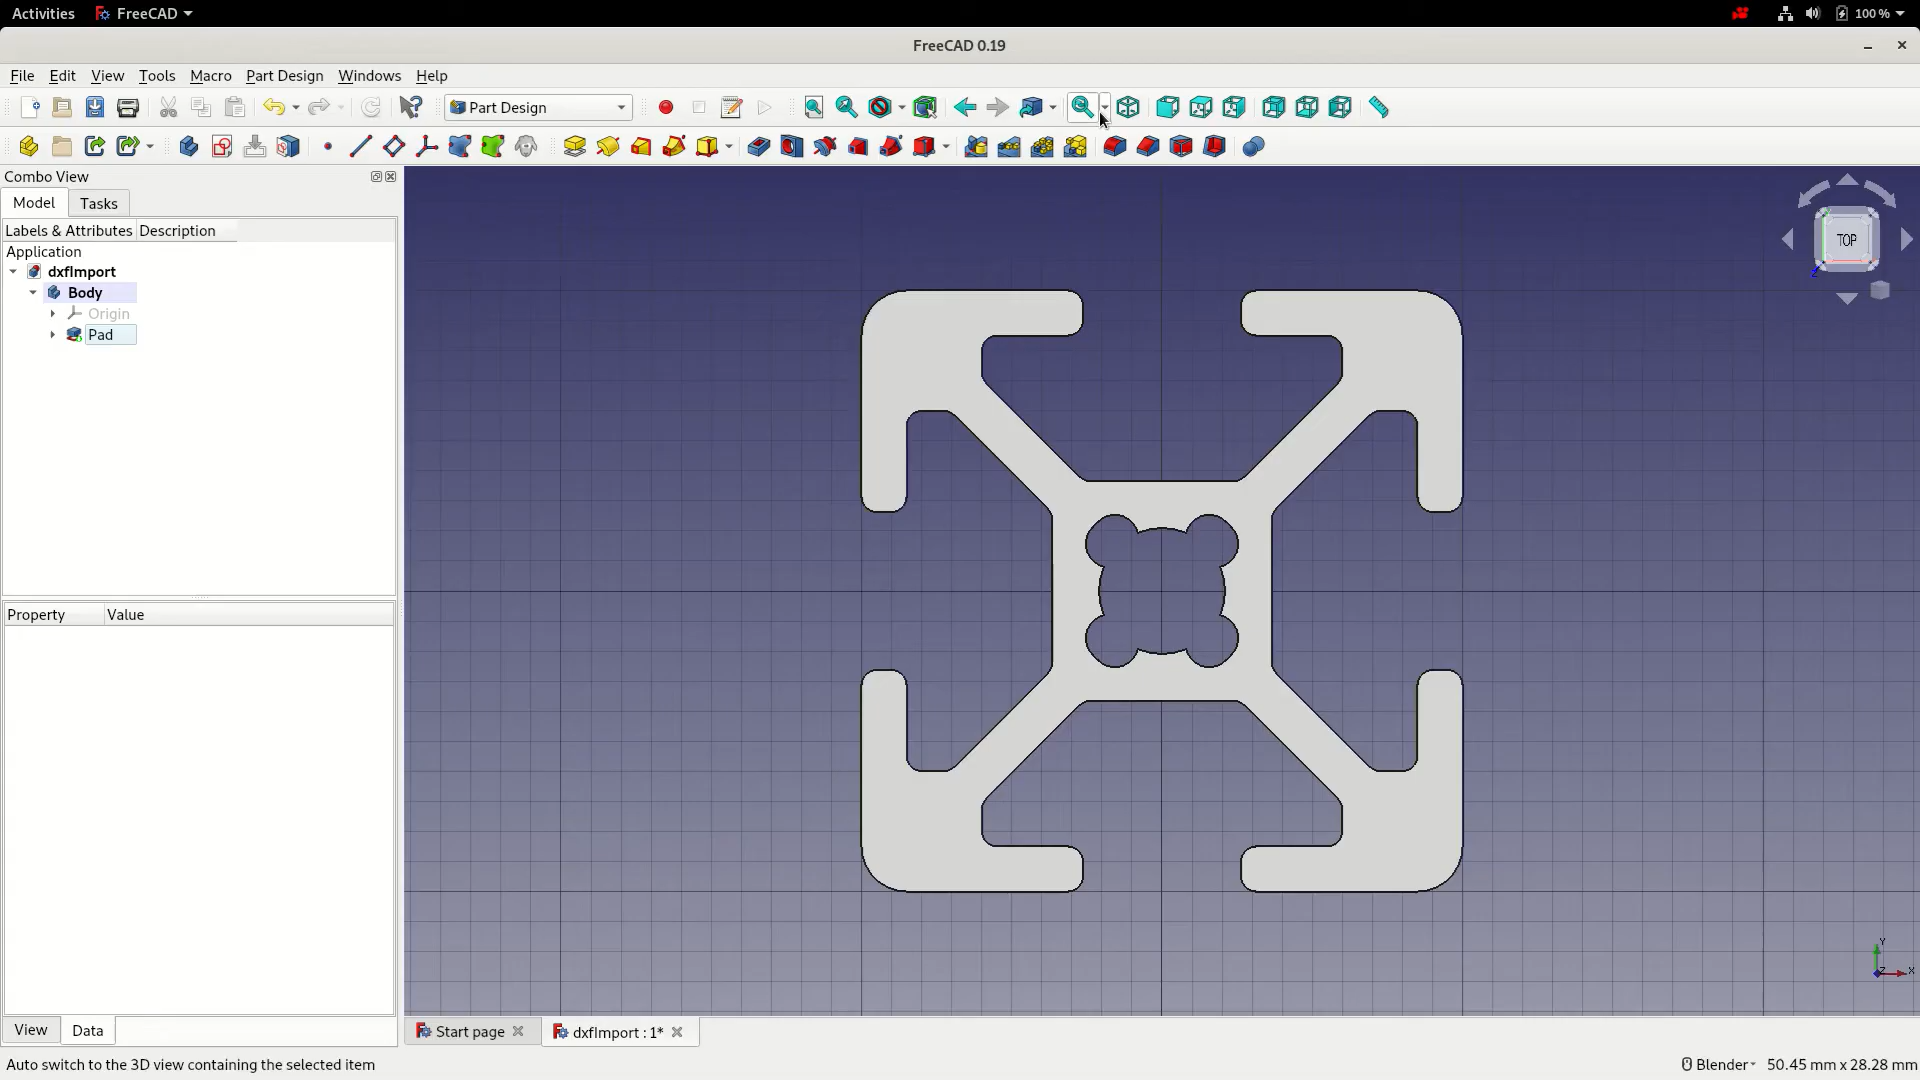 Activities FreeCAD 100 %
FreeCAD 0.19
File Edit View Tools Macro Part Design Windows Help
Part Design
Combo View
Model Tasks
Labels & Attributes Description
Application
dxfImport
Body
Origin
Pad
TOP
Property Value
Y
Z X
View Data
Start page dxfImport : 1*
Auto switch to the 3D view containing the selected item Blender 50.45 mm x 28.28 mm